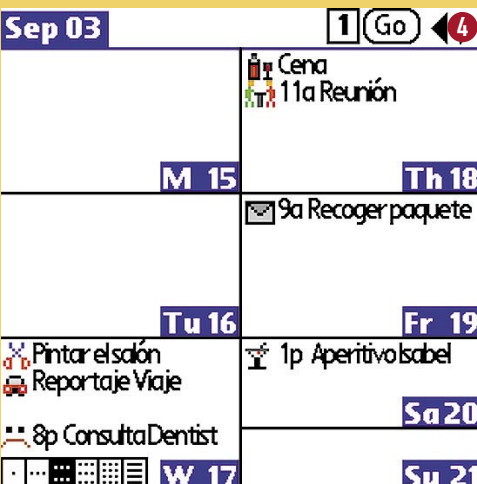 Sep 03
1 Go 4
M 15
Tu 16
Pintar el salón
Reportaje Viaje
8p Consulta Dentist
W 17
Cena
11a Reunión
Th 18
9a Recoger paquete
Fr 19
1p Aperitivo Isabel
Sa 20
Su 21